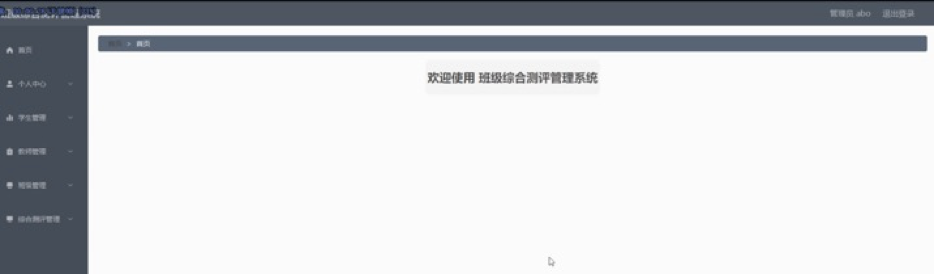 管理员 abo 退出登录
首页 > 首页
首页
欢迎使用 班级综合测评管理系统
个人中心
学生管理
教师管理
班级管理
综合测评管理